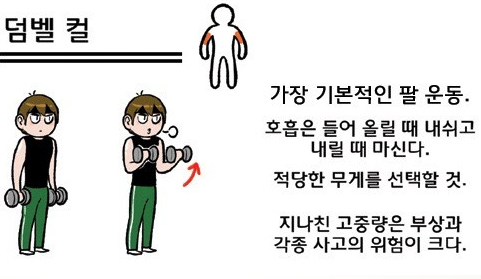 덤벨 컬
가장 기본적인 팔 운동.
호흡은 들어 올릴 때 내쉬고
내릴 때 마신다.
적당한 무게를 선택할 것.
지나친 고중량은 부상과
각종 사고의 위험이 크다.